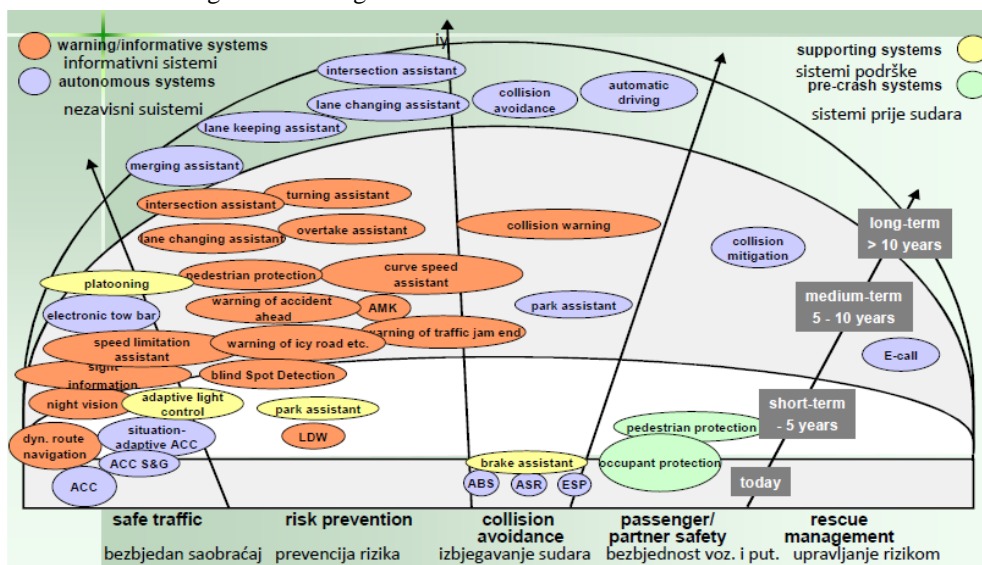 warning/informative systems
informativni sistemi
autonomous systems
nezavisni suistemi
iy
supporting systems
sistemi podrške
pre-crash systems
sistemi prije sudara
intersection assistant
lane changing assistant
collision
avoidance
automatic
driving
lane keeping assistant
merging assistant
intersection assistant
turning assistant
lane changing assistant
overtake assistant
collision warning
collision
mitigation
long-term
> 10 years
platooning
pedestrian protection
curve speed
assistant
electronic tow bar
warning of accident
ahead
AMK
park assistant
medium-term
5 - 10 years
speed limitation
assistant
warning of icy road etc.
warning of traffic jam end
E-call
sight
information
blind Spot Detection
night vision
adaptive light
control
park assistant
short-term
- 5 years
dyn. route
navigation
situation-
adaptive ACC
LDW
pedestrian protection
ACC S&G
brake assistant
occupant protection
ACC
ABS
ASR
ESP
today
safe traffic
risk prevention
collision
avoidance
passenger/
partner safety
rescue
management
bezbjedan saobraćaj
prevencija rizika
izbjegavanje sudara
bezbjednost voz. i put.
upravljanje rizikom